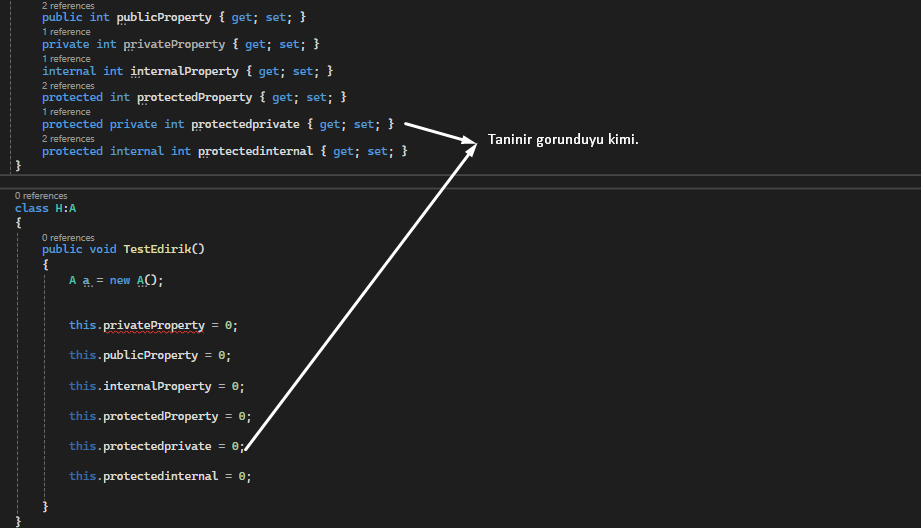 2 references
public int publicProperty { get; set; }
1 reference
private int privateProperty { get; set; }
1 reference
internal int internalProperty { get; set; }
2 references
protected int protectedProperty { get; set; }
1 reference
protected private int protectedprivate { get; set; }
Taninir gorunduyu kimi.
2 references
protected internal int protectedinternal { get; set; }
}
0 references
class H:A
{
0 references
public void TestEdirik()
{
A a = new A();
this.privateProperty = 0;
this.publicProperty = 0;
this.internalProperty = 0;
this.protectedProperty = 0;
this.protectedprivate = 0;
this.protectedinternal = 0;
}
}